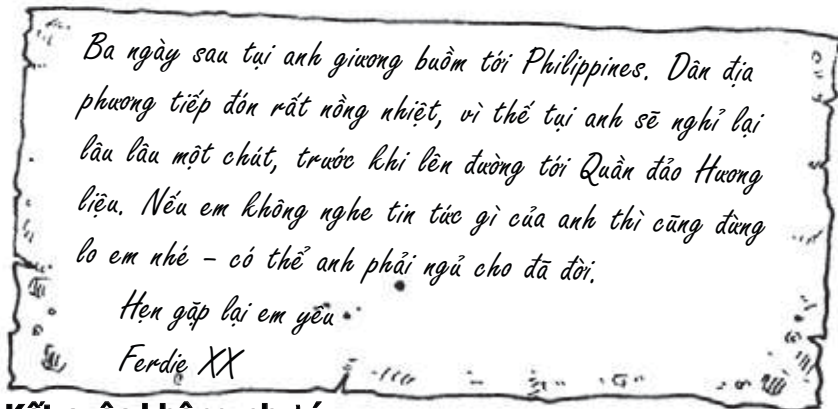 Ba ngày sau tụi anh giương buồm tới Philippines. Dân địa
phương tiếp đón rất nồng nhiệt, vì thế tụi anh sẽ nghỉ lại
lâu lâu một chút, trước khi lên đường tới Quần đảo Hương
liệu. Nếu em không nghe tin tức gì của anh thì cũng đừng
lo em nhé – có thể anh phải ngủ cho đã đời.
Hẹn gặp lại em yêu
Ferdie XX